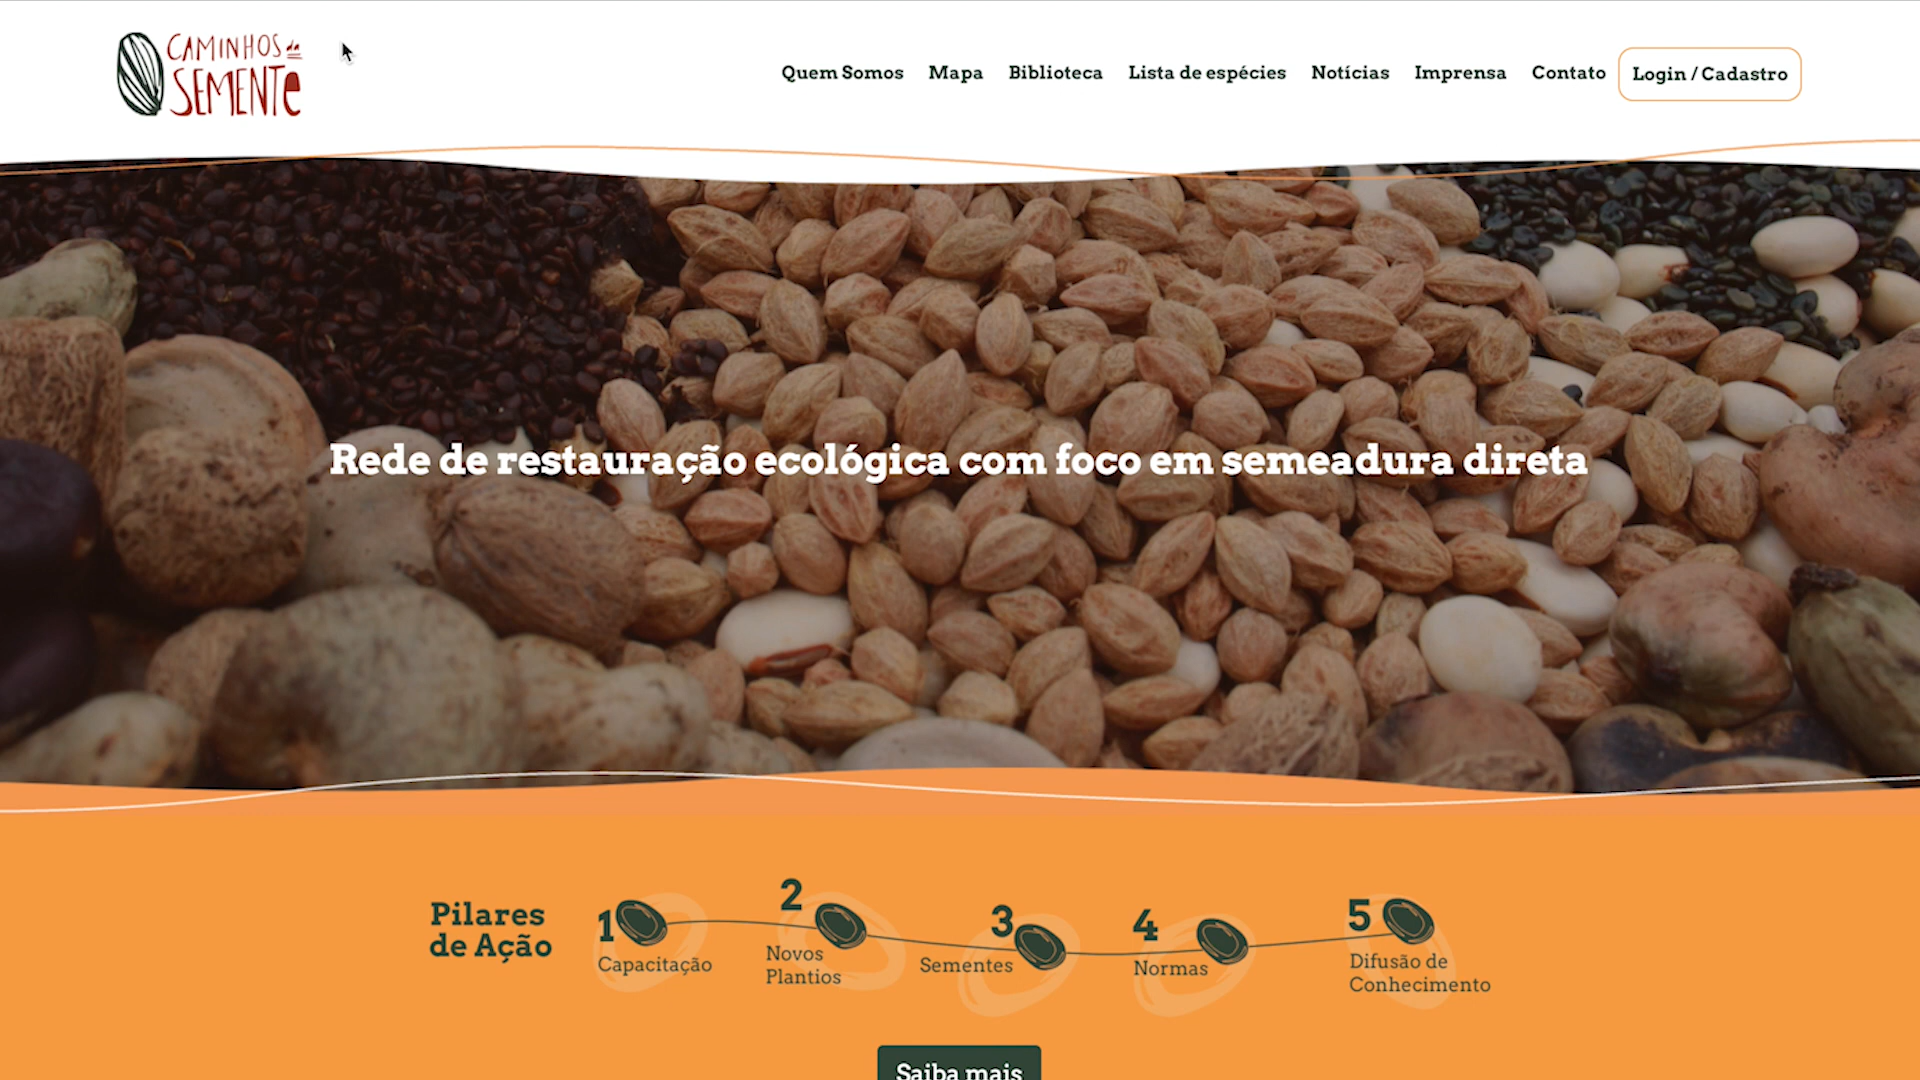 CAMINHOS da
SEMENTE
Quem Somos
Mapa
Biblioteca
Lista de espécies
Notícias
Imprensa
Contato
Login / Cadastro
Rede de restauração ecológica com foco em semeadura direta
Pilares
de Ação
1
Capacitação
2
Novos
Plantios
3
Sementes
4
Normas
5
Difusão de
Conhecimento
Saiba mais